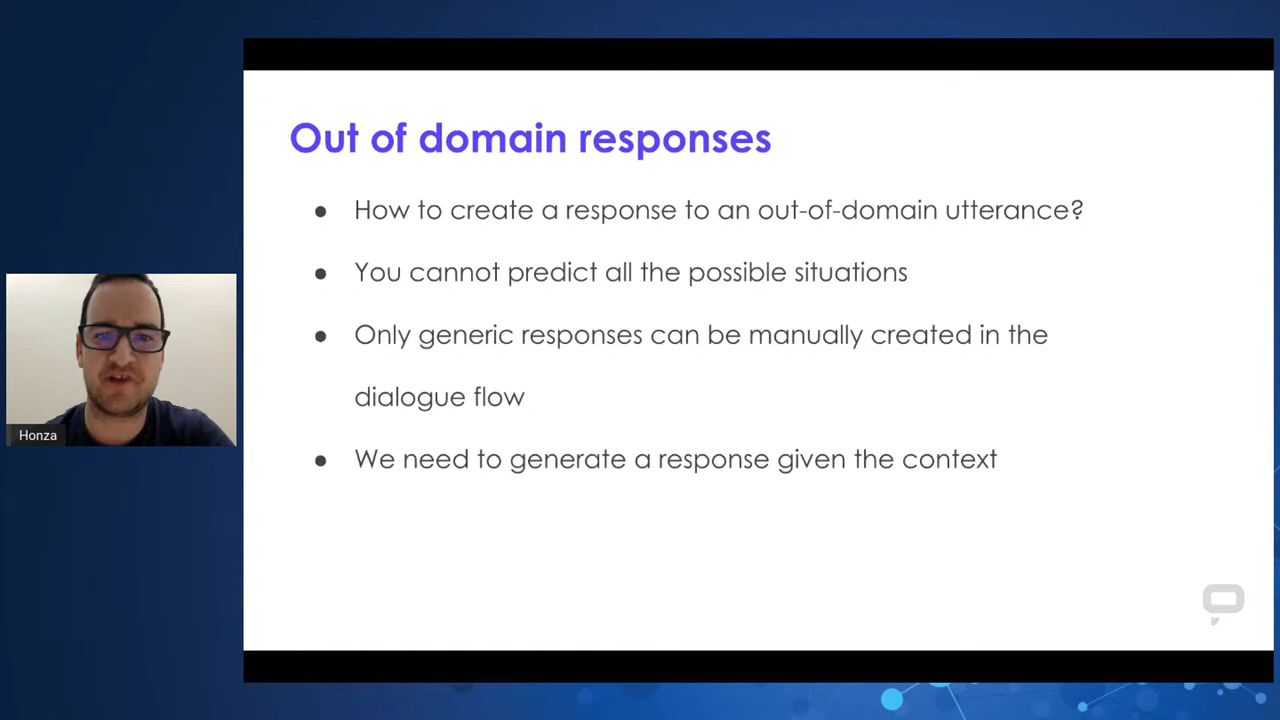 Out of domain responses
● How to create a response to an out-of-domain utterance?
● You cannot predict all the possible situations
● Only generic responses can be manually created in the
dialogue flow
● We need to generate a response given the context
Honza